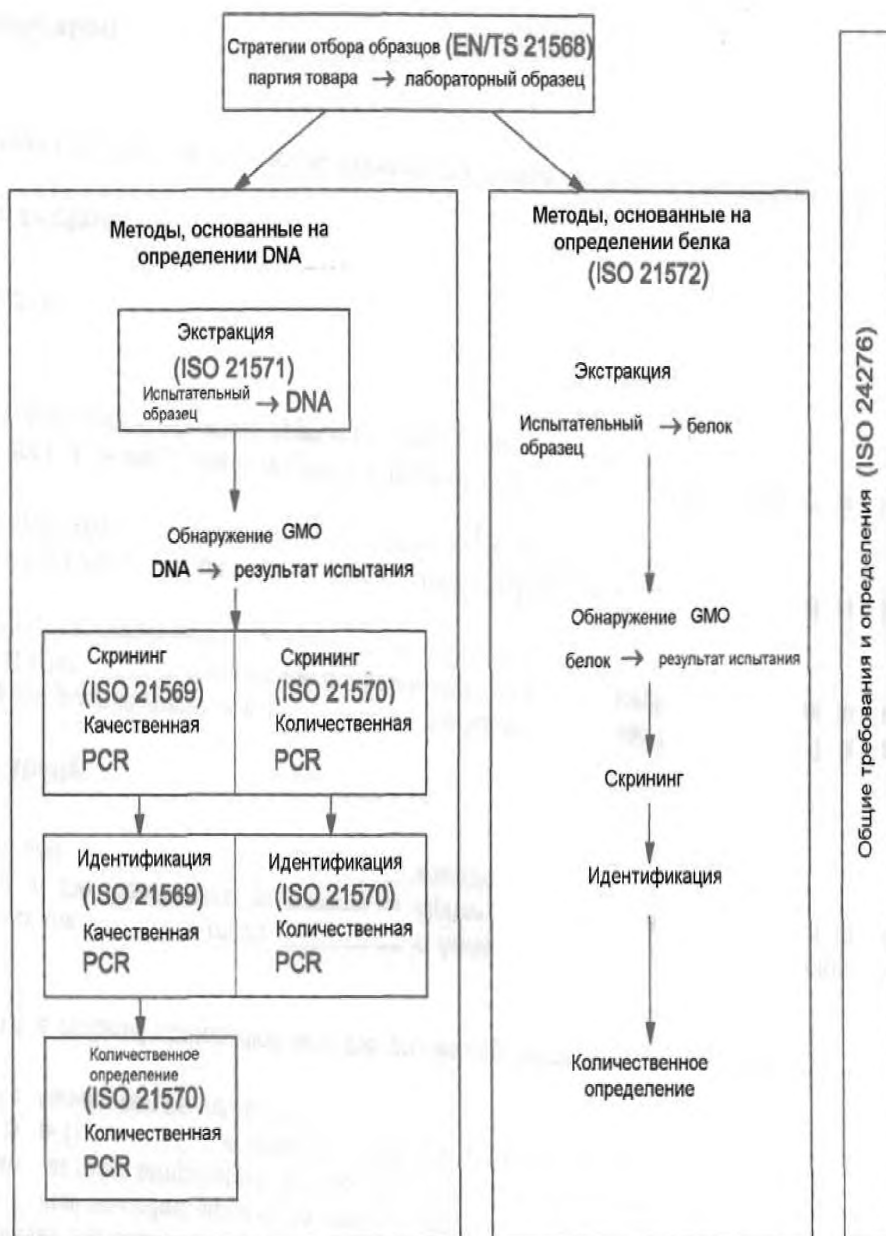 Стратегии отбора образцов (EN/TS 21568)
партия товара → лабораторный образец
Методы, основанные на
определении DNA
Экстракция
(ISO 21571)
Испытательный
образец → DNA
Обнаружение GMO
DNA → результат испытания
Скрининг
(ISO 21569)
Качественная
PCR
Скрининг
(ISO 21570)
Количественная
PCR
Идентификация
(ISO 21569)
Качественная
PCR
Идентификация
(ISO 21570)
Количественная
PCR
Количественное
определение
(ISO 21570)
Количественная
PCR
Методы, основанные на
определении белка
(ISO 21572)
Экстракция
Испытательный → белок
образец
Обнаружение GMO
белок → результат испытания
Скрининг
Идентификация
Количественное
определение
Общие требования и определения (ISO 24276)